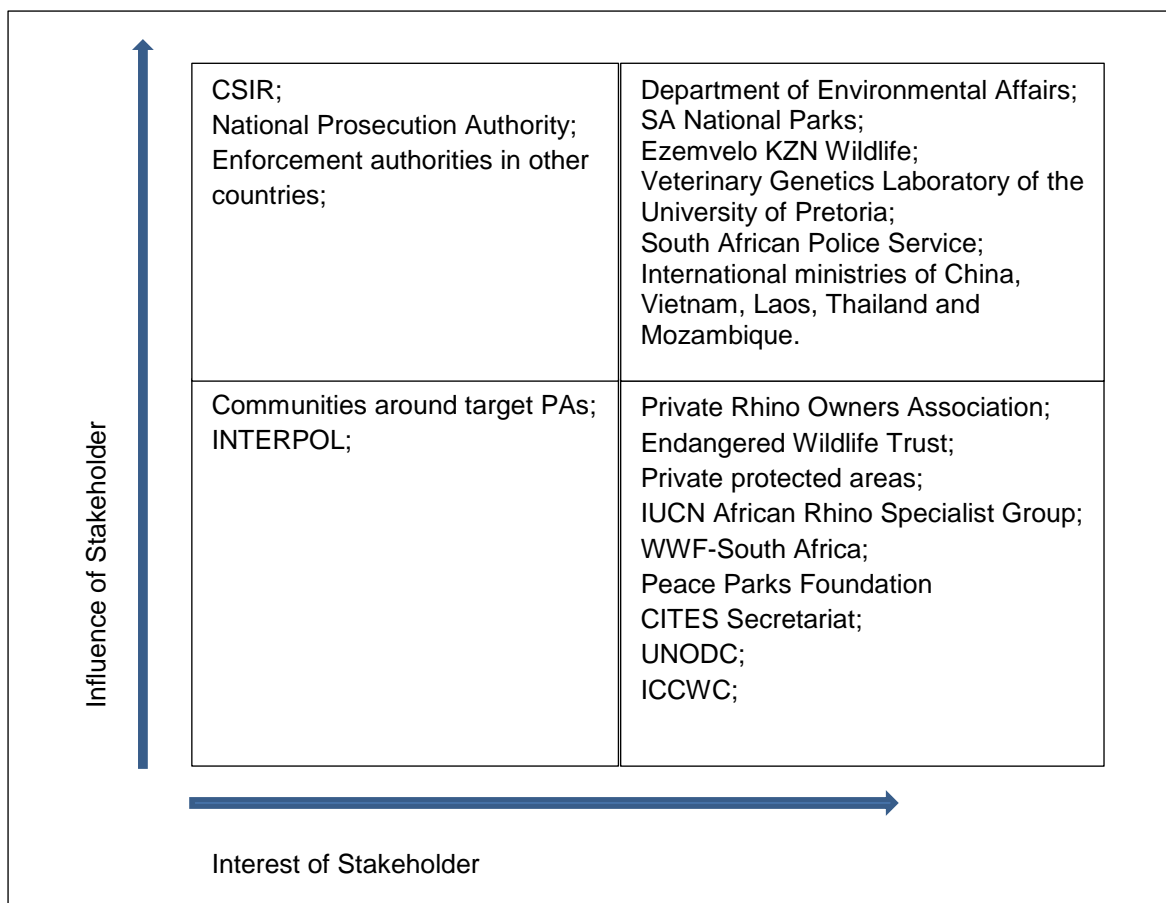 CSIR;
National Prosecution Authority;
Enforcement authorities in other
countries;
Department of Environmental Affairs;
SA National Parks;
Ezemvelo KZN Wildlife;
Veterinary Genetics Laboratory of the
University of Pretoria;
South African Police Service;
International ministries of China,
Vietnam, Laos, Thailand and
Mozambique.
Influence of Stakeholder
Communities around target PAs;
INTERPOL;
Private Rhino Owners Association;
Endangered Wildlife Trust;
Private protected areas;
IUCN African Rhino Specialist Group;
WWF-South Africa;
Peace Parks Foundation
CITES Secretariat;
UNODC;
ICCWC;
Interest of Stakeholder